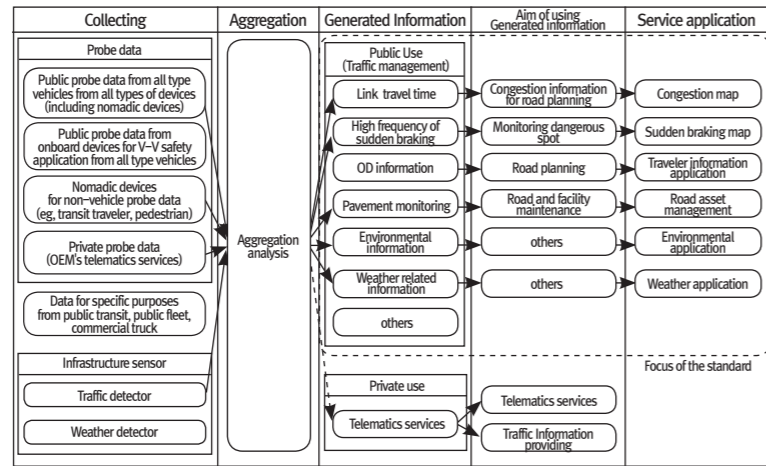 Collecting
Aggregation
Generated Information
Aim of using
Generated information
Service application
Probe data
Public probe data from all type
vehicles from all types of devices
(including nomadic devices)
Public probe data from
onboard devices for V-V safety
application from all type vehicles
Nomadic devices
for non-vehicle probe data
(eg, transit traveler, pedestrian)
Private probe data
(OEM's telematics services)
Data for specific purposes
from public transit, public fleet,
commercial truck
Infrastructure sensor
Traffic detector
Weather detector
Aggregation
analysis
Public Use
(Traffic management)
Link travel time
High frequency of
sudden braking
OD information
Pavement monitoring
Environmental
information
Weather related
information
others
Private use
Telematics services
Congestion information
for road planning
Monitoring dangerous
spot
Road planning
Road and facility
maintenance
others
others
Telematics services
Traffic Information
providing
Congestion map
Sudden braking map
Traveler information
application
Road asset
management
Environmental
application
Weather application
Focus of the standard